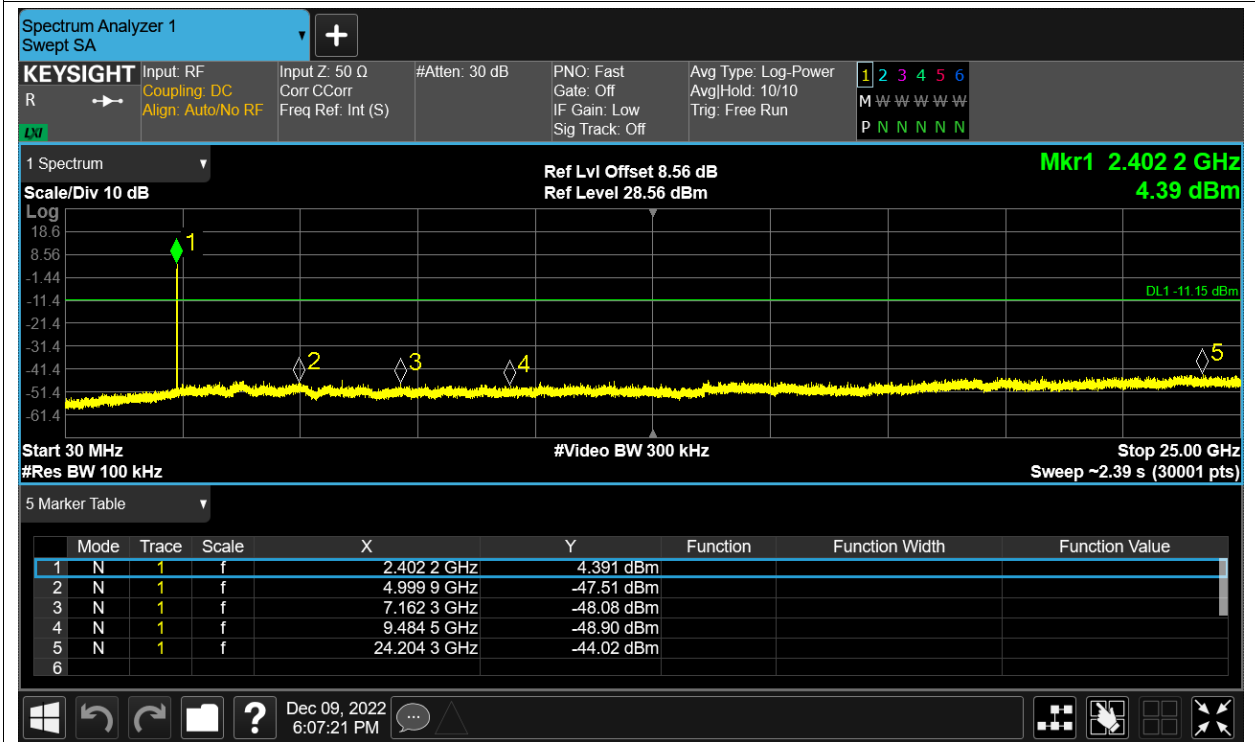 Spectrum Analyzer 1
Swept SA
KEYSIGHT
R
LXI
Input: RF
Coupling: DC
Align: Auto/No RF
Input Z: 50 Ω
Corr CCorr
Freq Ref: Int (S)
#Atten: 30 dB
PNO: Fast
Gate: Off
IF Gain: Low
Sig Track: Off
Avg Type: Log-Power
Avg|Hold: 10/10
Trig: Free Run
1 2 3 4 5 6
M W W W W W
P N N N N N
1 Spectrum
Scale/Div 10 dB
Ref Lvl Offset 8.56 dB
Ref Level 28.56 dBm
Mkr1 2.402 2 GHz
4.39 dBm
Log
18.6
8.56
-1.44
-11.4
-21.4
-31.4
-41.4
-51.4
-61.4
1
2
3
4
5
DL1 -11.15 dBm
Start 30 MHz
#Video BW 300 kHz
Stop 25.00 GHz
#Res BW 100 kHz
Sweep ~2.39 s (30001 pts)
5 Marker Table
Mode Trace Scale X Y Function Function Width Function Value
1 N 1 f 2.402 2 GHz 4.391 dBm
2 N 1 f 4.999 9 GHz -47.51 dBm
3 N 1 f 7.162 3 GHz -48.08 dBm
4 N 1 f 9.484 5 GHz -48.90 dBm
5 N 1 f 24.204 3 GHz -44.02 dBm
6
?
Dec 09, 2022
6:07:21 PM